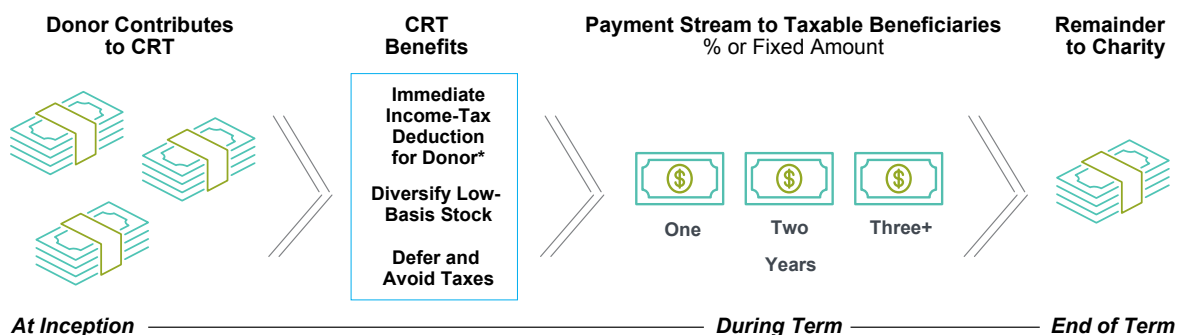 Donor Contributes
to CRT
CRT
Benefits
Payment Stream to Taxable Beneficiaries
% or Fixed Amount
Remainder
to Charity
Immediate
Income-Tax
Deduction
for Donor*
Diversify Low-
Basis Stock
Defer and
Avoid Taxes
$ $ $
One Two Three+
Years
At Inception During Term End of Term